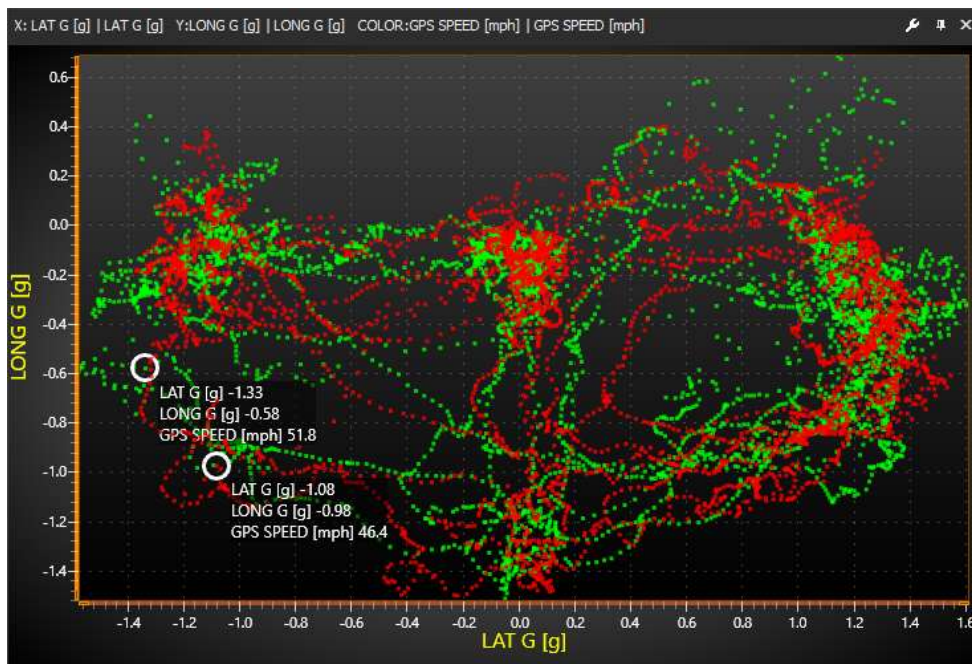 X: LAT G [g] | LAT G [g] Y:LONG G [g] | LONG G [g] COLOR:GPS SPEED [mph] | GPS SPEED [mph]
0.6
0.4
0.2
0.0
-0.2
-0.4
-0.6
-0.8
-1.0
-1.2
-1.4
LONG G [g]
LAT G [g] -1.33
LONG G [g] -0.58
GPS SPEED [mph] 51.8
LAT G [g] -1.08
LONG G [g] -0.98
GPS SPEED [mph] 46.4
-1.4 -1.2 -1.0 -0.8 -0.6 -0.4 -0.2 0.0 0.2 0.4 0.6 0.8 1.0 1.2 1.4 1.6
LAT G [g]